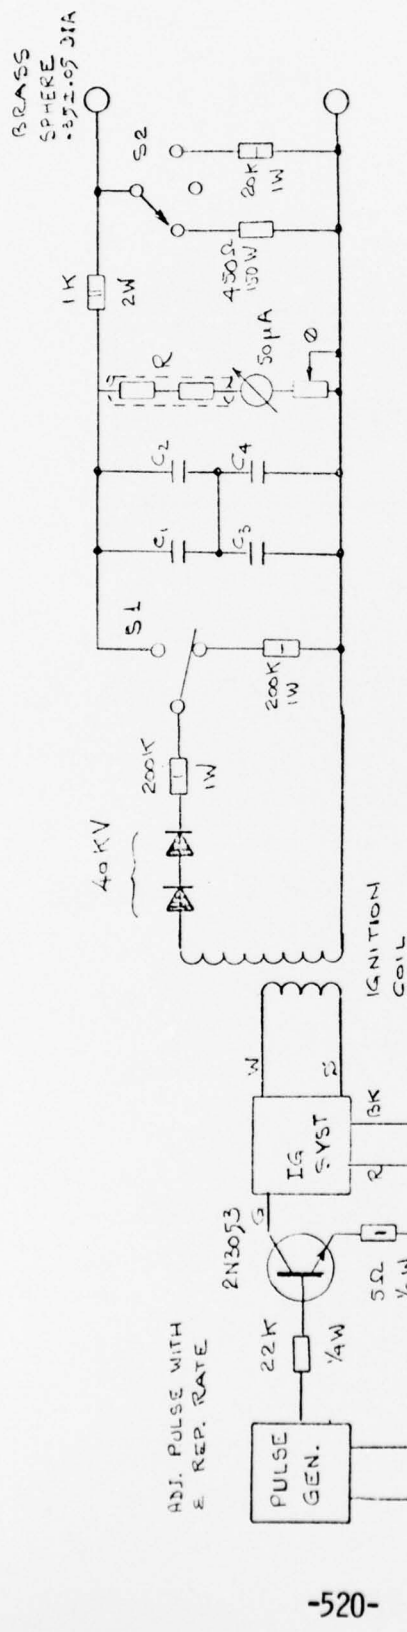 BRASS
SPHERE
.35±.05 DIA
S2
20K
1W
450Ω
150W
1K
2W
R
50µA
Ø
C2
C4
C1
C3
S1
200K
1W
200K
1W
40KV
IGNITION
COIL
W
BK
R
IG
SYST
G
2N3053
5Ω
22K
¼W
ADJ. PULSE WITH
& REP. RATE
PULSE
GEN.
-520-